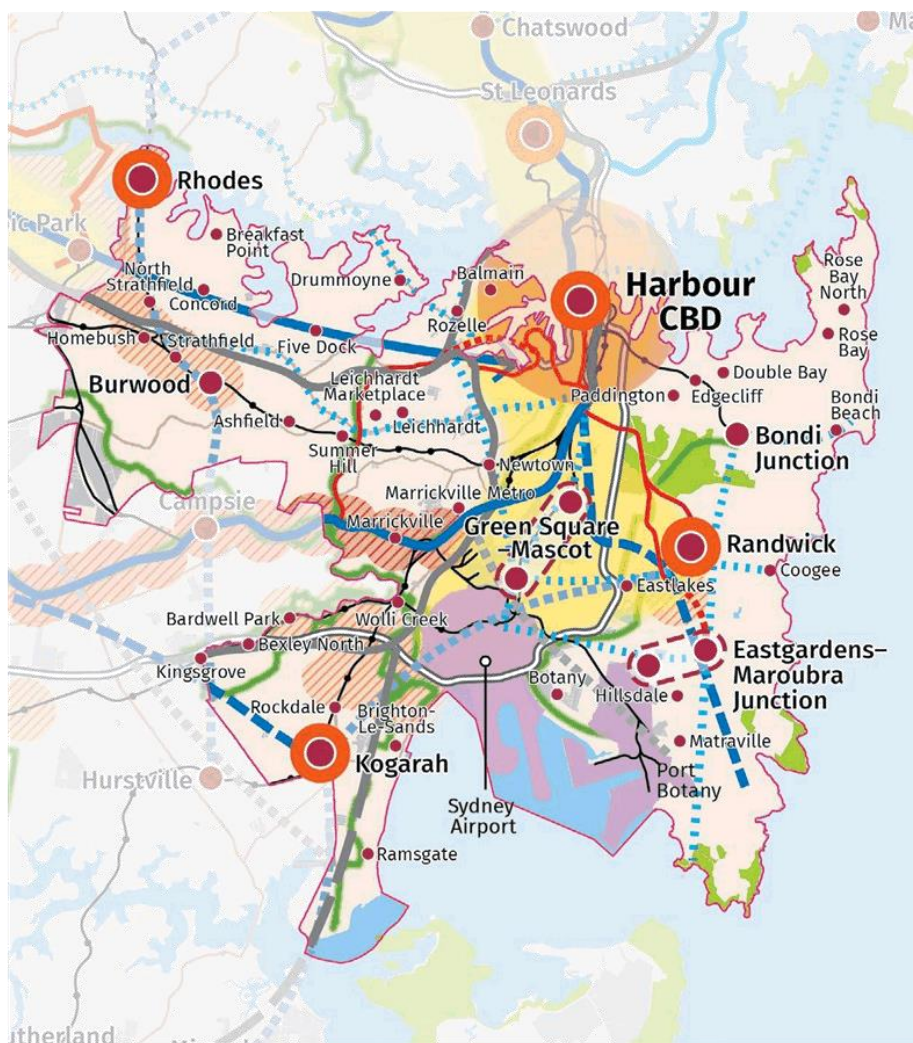 Chatswood
Ma
St Leonards
Rhodes
pic Park
Breakfast
Point
North
Strathfield
Drummoyne
Balmain
Harbour
CBD
Rose
Bay
North
Concord
Rozelle
Homebush
Strathfield
Five Dock
Rose
Bay
Double Bay
Burwood
Leichhardt
Marketplace
Paddington
Edgecliff
Bondi
Beach
Ashfield
Leichhardt
Bondi
Junction
Summer
Hill
Newtown
Campsie
Marrickville Metro
Marrickville
Green Square
–Mascot
Randwick
Coogee
Eastlakes
Bardwell Park
Wolli Creek
Bexley North
Kingsgrove
Eastgardens–
Maroubra
Junction
Botany
Hillsdale
Rockdale
Brighton-
Le-Sands
Matraville
Kogarah
Hurstville
Port
Botany
Sydney
Airport
Ramsgate
utherland